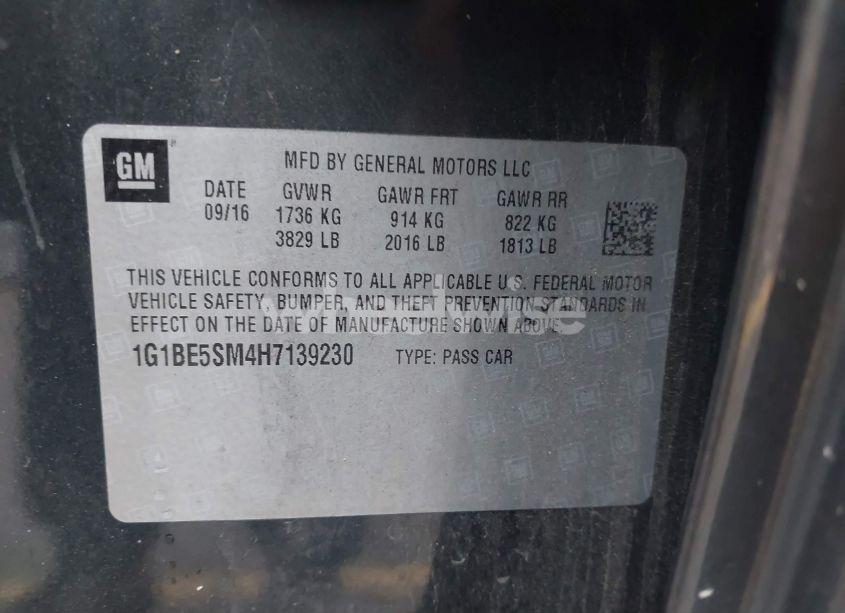 GM
MFD BY GENERAL MOTORS LLC
DATE GVWR GAWR FRT GAWR RR
09/16 1736 KG 914 KG 822 KG
3829 LB 2016 LB 1813 LB
THIS VEHICLE CONFORMS TO ALL APPLICABLE U.S. FEDERAL MOTOR
VEHICLE SAFETY, BUMPER, AND THEFT PREVENTION STANDARDS IN
EFFECT ON THE DATE OF MANUFACTURE SHOWN ABOVE.
1G1BE5SM4H7139230 TYPE: PASS CAR